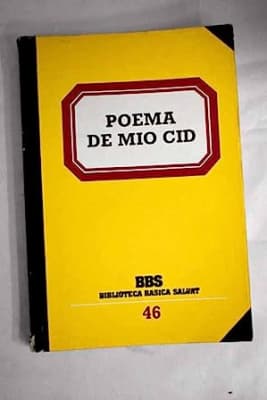 POEMA
DE MIO CID
BBS
BIBLIOTECA BASICA SALVAT
46